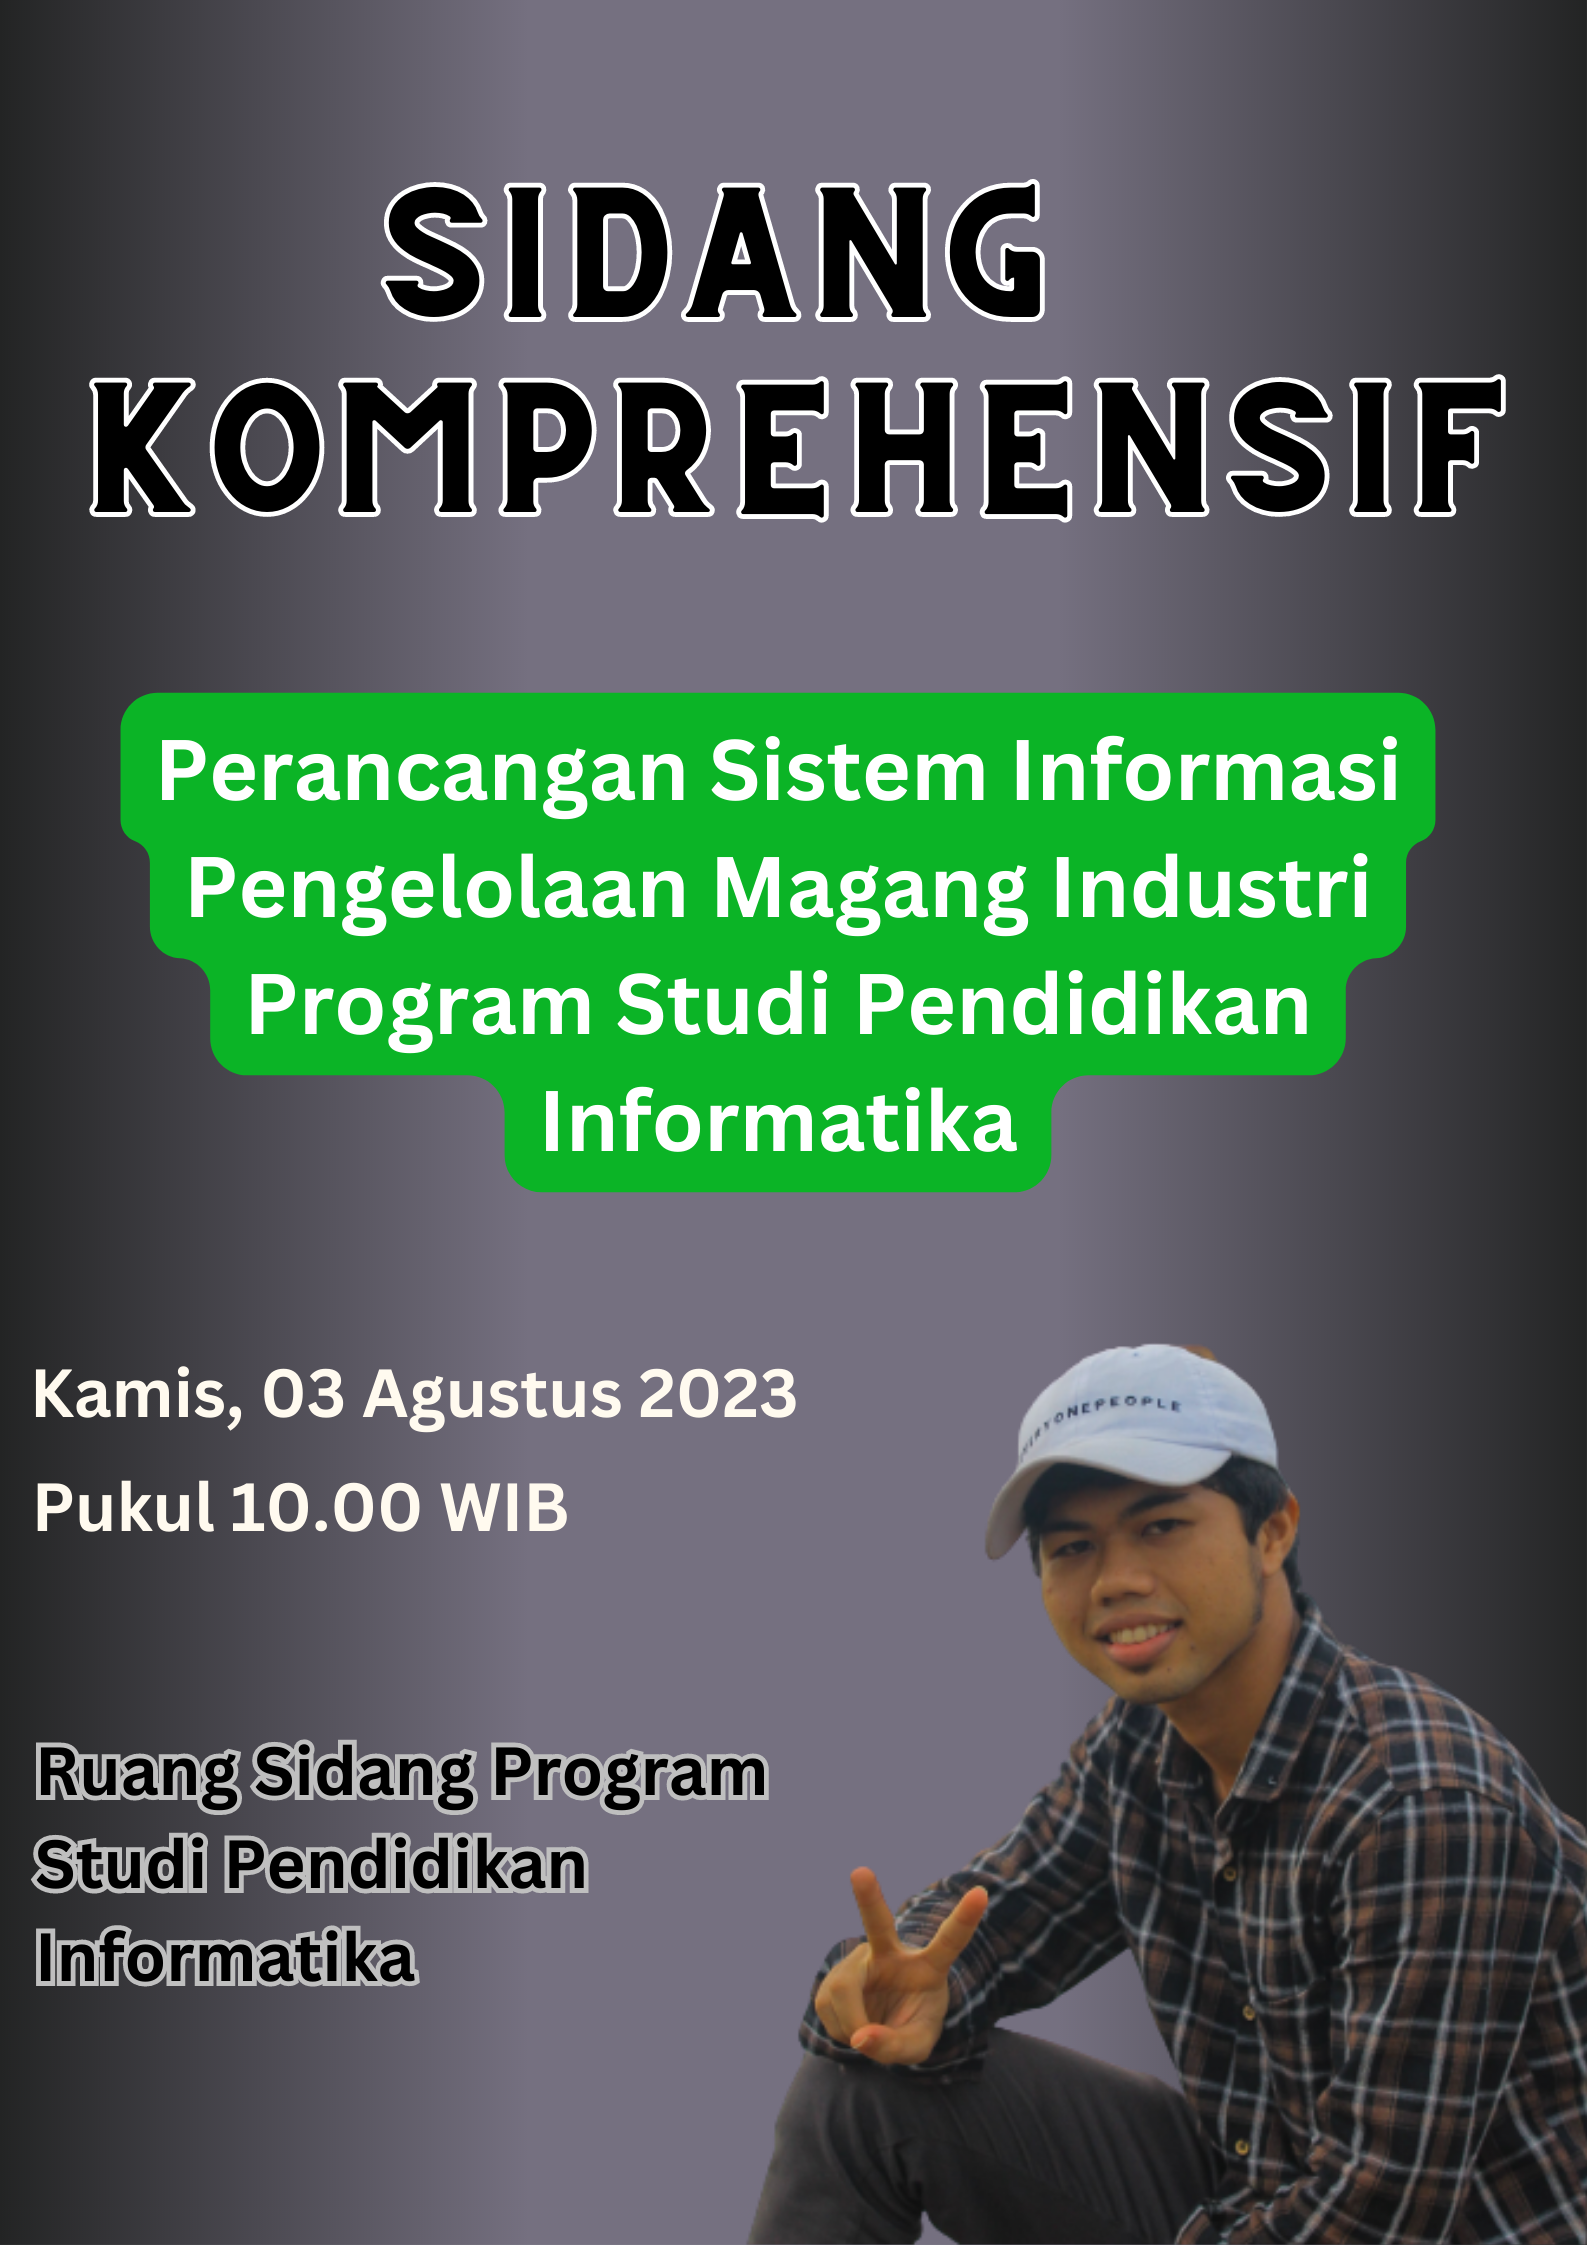 SIDANG
KOMPREHENSIF
Perancangan Sistem Informasi
Pengelolaan Magang Industri
Program Studi Pendidikan
Informatika
Kamis, 03 Agustus 2023
Pukul 10.00 WIB
Ruang Sidang Program
Studi Pendidikan
Informatika